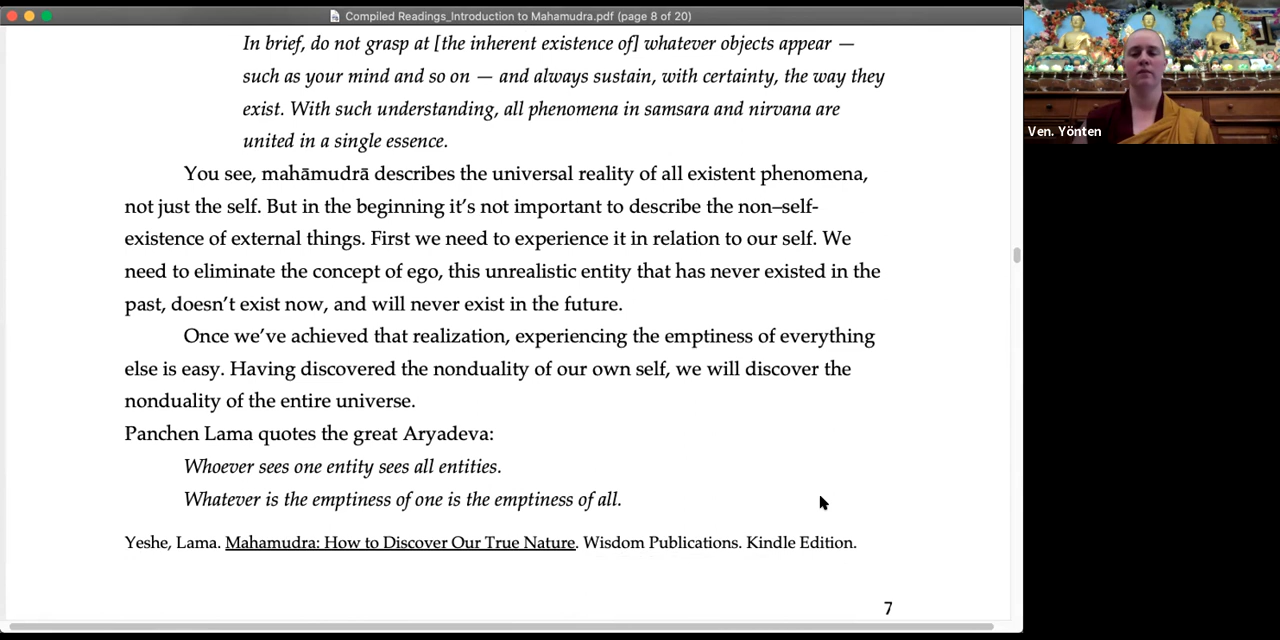 Compiled Readings_Introduction to Mahamudra.pdf (page 8 of 20)
In brief, do not grasp at [the inherent existence of] whatever objects appear —
such as your mind and so on — and always sustain, with certainty, the way they
exist. With such understanding, all phenomena in samsara and nirvana are
united in a single essence.
You see, mahāmudrā describes the universal reality of all existent phenomena,
not just the self. But in the beginning it’s not important to describe the non–self-
existence of external things. First we need to experience it in relation to our self. We
need to eliminate the concept of ego, this unrealistic entity that has never existed in the
past, doesn’t exist now, and will never exist in the future.
Once we’ve achieved that realization, experiencing the emptiness of everything
else is easy. Having discovered the nonduality of our own self, we will discover the
nonduality of the entire universe.
Panchen Lama quotes the great Aryadeva:
Whoever sees one entity sees all entities.
Whatever is the emptiness of one is the emptiness of all.
Yeshe, Lama. Mahamudra: How to Discover Our True Nature. Wisdom Publications. Kindle Edition.
7
Ven. Yönten